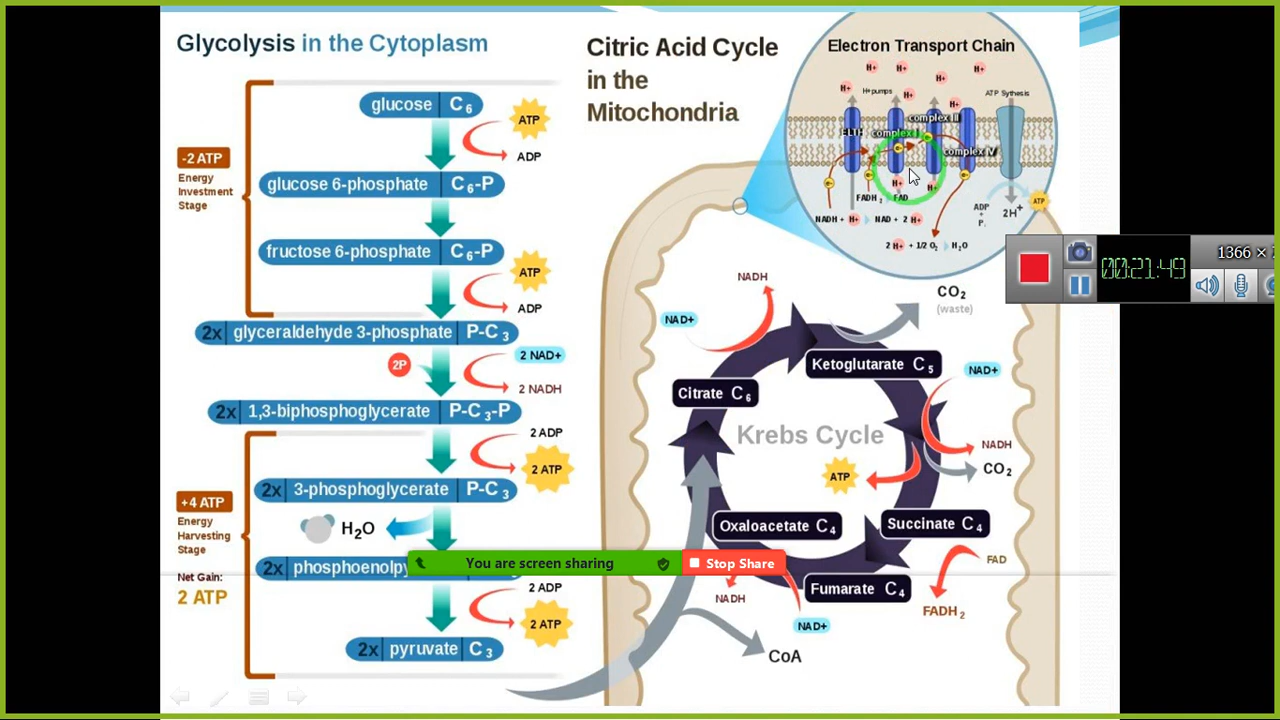 Glycolysis in the Cytoplasm
glucose C6
ATP
ADP
-2 ATP
Energy
Investment
Stage
glucose 6-phosphate C6-P
fructose 6-phosphate C6-P
ATP
ADP
2x glyceraldehyde 3-phosphate P-C3
2P
2 NAD+
2 NADH
2x 1,3-biphosphoglycerate P-C3-P
2 ADP
2 ATP
2x 3-phosphoglycerate P-C3
+4 ATP
Energy
Harvesting
Stage
H2O
Net Gain:
2 ATP
2x
2 ADP
2 ATP
2x pyruvate C3
You are screen sharing
Stop Share
Citric Acid Cycle
in the
Mitochondria
Electron Transport Chain
H+
H+
H+
H+
H+
H+pumps
H+
H+
ATP Sythesis
complex III
complex I
complex IV
e-
e-
e-
e-
e-
H+
H+
FADH2 FAD
NADH + H+ NAD + 2 H+
2 H+ + 1/2 O2 H2O
ADP
+
Pi
2H+
ATP
00:21:49
NADH
NAD+
CO2
(waste)
Ketoglutarate C5
NAD+
Citrate C6
Krebs Cycle
NADH
CO2
ATP
Oxaloacetate C4
Succinate C4
FAD
Fumarate C4
FADH2
NADH
NAD+
CoA